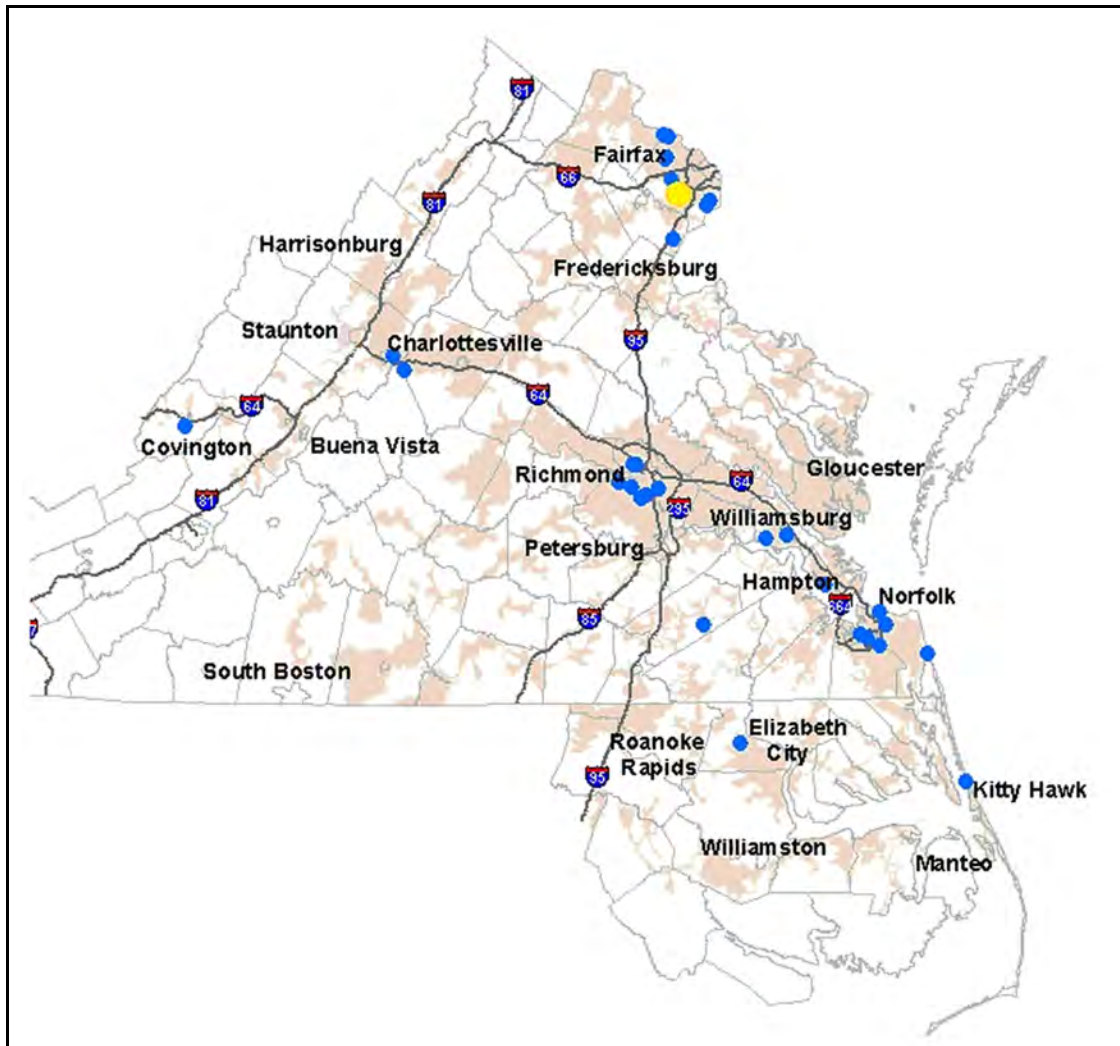 81
Fairfax
66
81
Harrisonburg
Fredericksburg
Staunton
Charlottesville
95
64
64
Covington
Buena Vista
Gloucester
Richmond
64
81
295
Williamsburg
Petersburg
Hampton
Norfolk
664
85
South Boston
Elizabeth
City
Roanoke
Rapids
95
Kitty Hawk
Williamston
Manteo